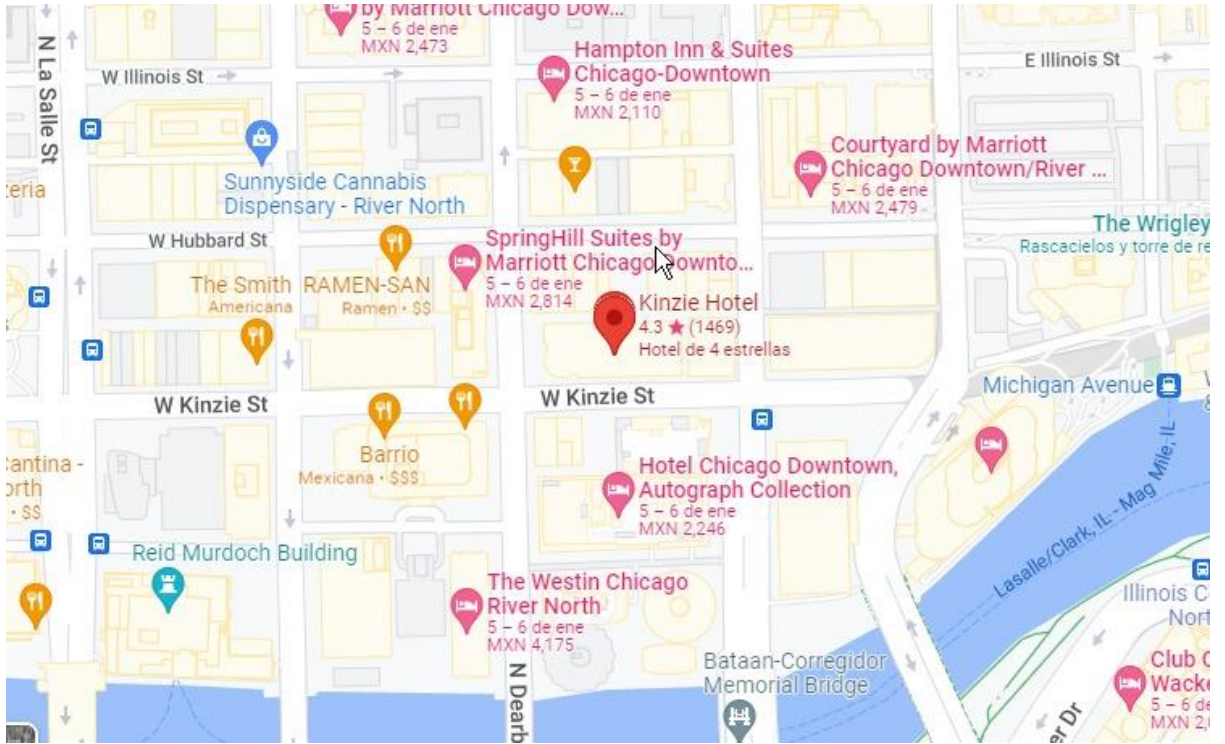 by Marriott Chicago Dow...
5 – 6 de ene
MXN 2,473
Hampton Inn & Suites
Chicago-Downtown
5 – 6 de ene
MXN 2,110
E Illinois St
W Illinois St
N La Salle St
Courtyard by Marriott
Chicago Downtown/River ...
5 – 6 de ene
MXN 2,479
Sunnyside Cannabis
Dispensary - River North
The Wrigley
Rascacielos y torre de re
W Hubbard St
SpringHill Suites by
Marriott Chicago Downto...
5 – 6 de ene
MXN 2,814
The Smith
Americana
RAMEN-SAN
Ramen • $$
Kinzie Hotel
4.3 ★ (1469)
Hotel de 4 estrellas
Michigan Avenue
W Kinzie St
W Kinzie St
Barrio
Mexicana • $$$
cantina -
orth
• $$
Hotel Chicago Downtown,
Autograph Collection
5 – 6 de ene
MXN 2,246
Lasalle/Clark, IL - Mag Mile, IL
Reid Murdoch Building
The Westin Chicago
River North
5 – 6 de ene
MXN 4,175
Illinois C
Nort
N Dearb
Bataan-Corregidor
Memorial Bridge
Club
Wacke
5 – 6 de
MXN 2,
er Dr